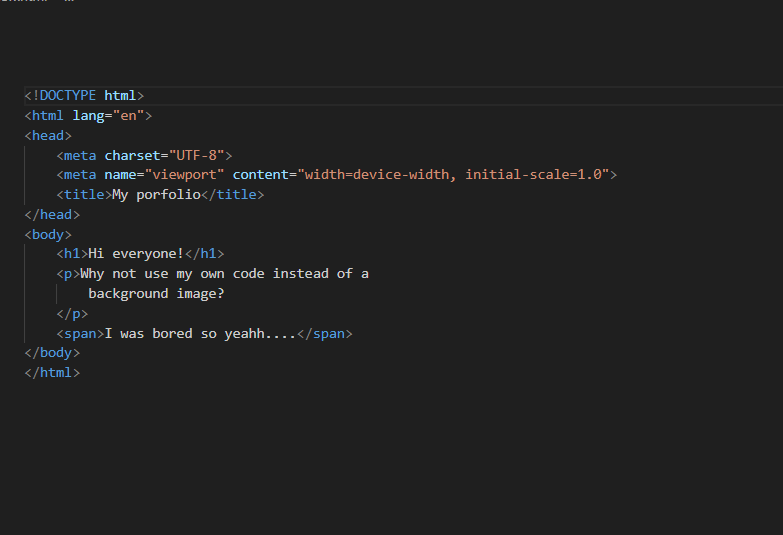 <!DOCTYPE html>
<html lang="en">
<head>
    <meta charset="UTF-8">
    <meta name="viewport" content="width=device-width, initial-scale=1.0">
    <title>My porfolio</title>
</head>
<body>
    <h1>Hi everyone!</h1>
    <p>Why not use my own code instead of a
        background image?
    </p>
    <span>I was bored so yeahh....</span>
</body>
</html>